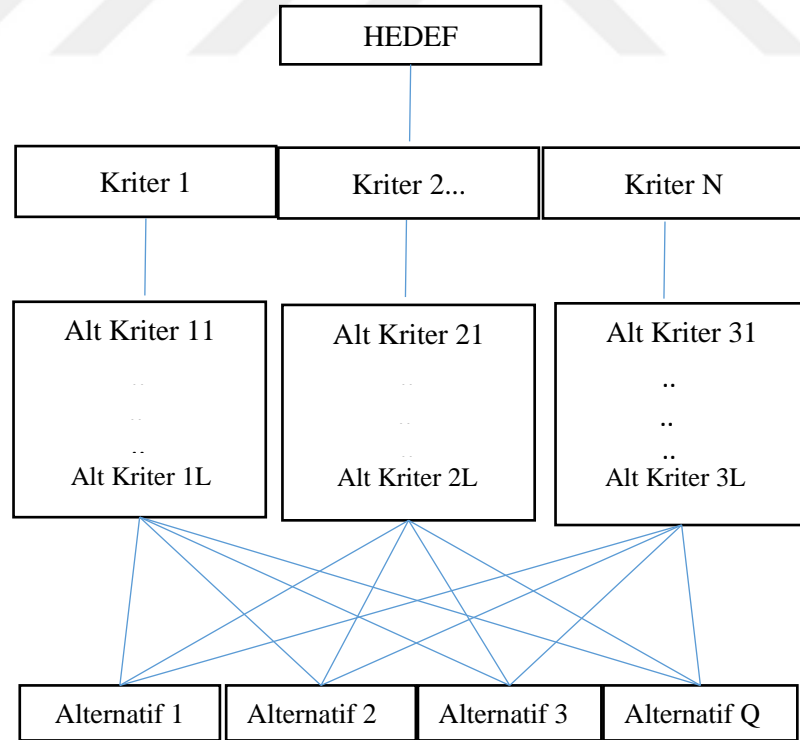 HEDEF
Kriter 1
Kriter 2...
Kriter N
Alt Kriter 11
..
..
..
Alt Kriter 1L
Alt Kriter 21
..
..
..
Alt Kriter 2L
Alt Kriter 31
..
..
..
Alt Kriter 3L
Alternatif 1
Alternatif 2
Alternatif 3
Alternatif Q